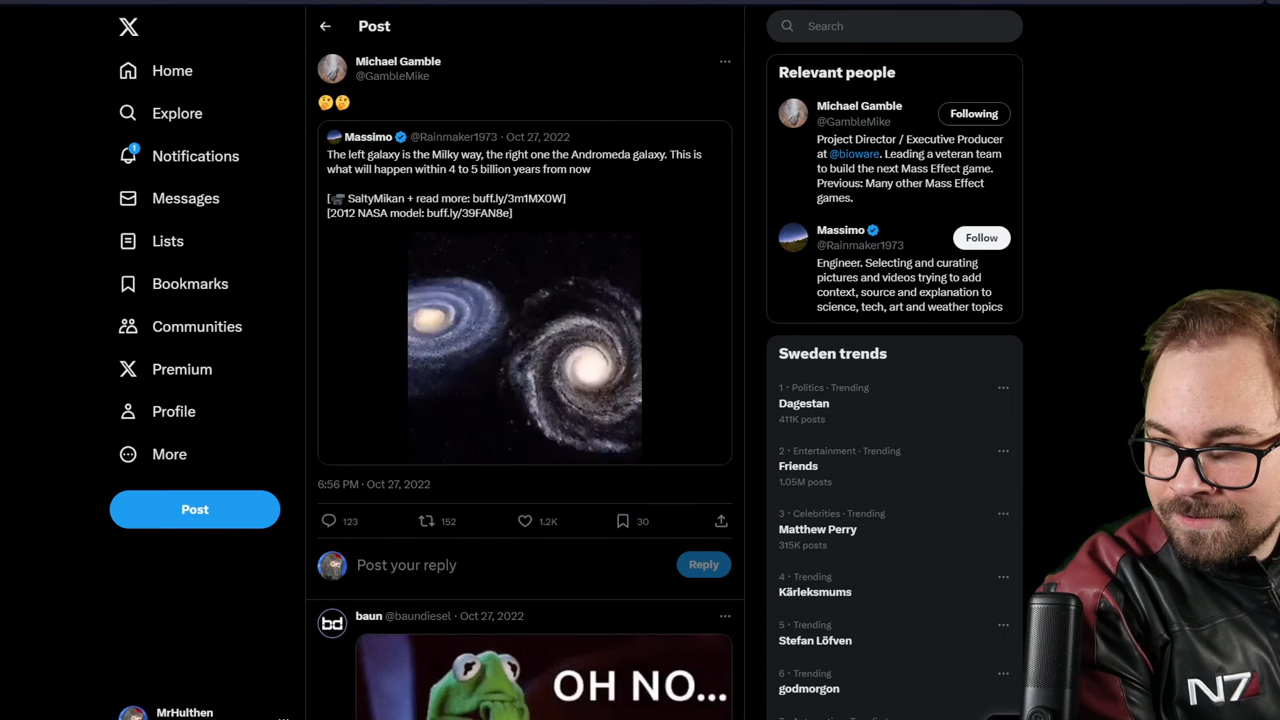 Home
Explore
1
Notifications
Messages
Lists
Bookmarks
Communities
Premium
Profile
More
Post
MrHulthen
Post
Michael Gamble
@GambleMike
🤔🤔
Massimo @Rainmaker1973 · Oct 27, 2022
The left galaxy is the Milky way, the right one the Andromeda galaxy. This is
what will happen within 4 to 5 billion years from now
[📹 SaltyMikan + read more: buff.ly/3m1MX0W]
[2012 NASA model: buff.ly/39FAN8e]
6:56 PM · Oct 27, 2022
123 152 1.2K 30
Post your reply
Reply
baun @baundiesel · Oct 27, 2022
bd
OH NO...
Search
Relevant people
Michael Gamble
@GambleMike
Following
Project Director / Executive Producer
at @bioware. Leading a veteran team
to build the next Mass Effect game.
Previous: Many other Mass Effect
games.
Massimo
@Rainmaker1973
Follow
Engineer. Selecting and curating
pictures and videos trying to add
context, source and explanation to
science, tech, art and weather topics
Sweden trends
1 · Politics · Trending
Dagestan
411K posts
2 · Entertainment · Trending
Friends
1.05M posts
3 · Celebrities · Trending
Matthew Perry
315K posts
4 · Trending
Kärleksmums
5 · Trending
Stefan Löfven
6 · Trending
godmorgon
N7